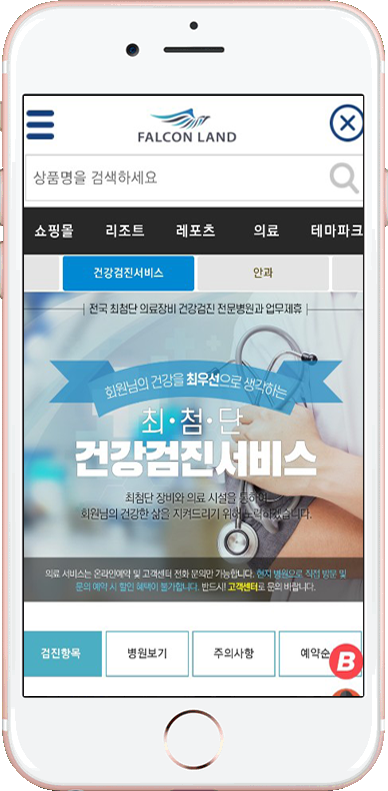 FALCON LAND
상품명을 검색하세요
쇼핑몰 리조트 레포츠 의료 테마파크
건강검진서비스 안과
전국 최첨단 의료장비 건강검진 전문병원과 업무제휴
회원님의 건강을 최우선으로 생각하는
최·첨·단
건강검진서비스
최첨단 장비와 의료 시설을 통하여
회원님의 건강한 삶을 지켜드리기 위해 노력하겠습니다.
의료 서비스는 온라인예약 및 고객센터 전화 문의만 가능합니다. 현지 병원으로 직접 방문 및
문의 예약 시 할인 혜택이 불가합니다. 반드시! 고객센터로 문의 바랍니다.
검진항목 병원보기 주의사항 예약순
B